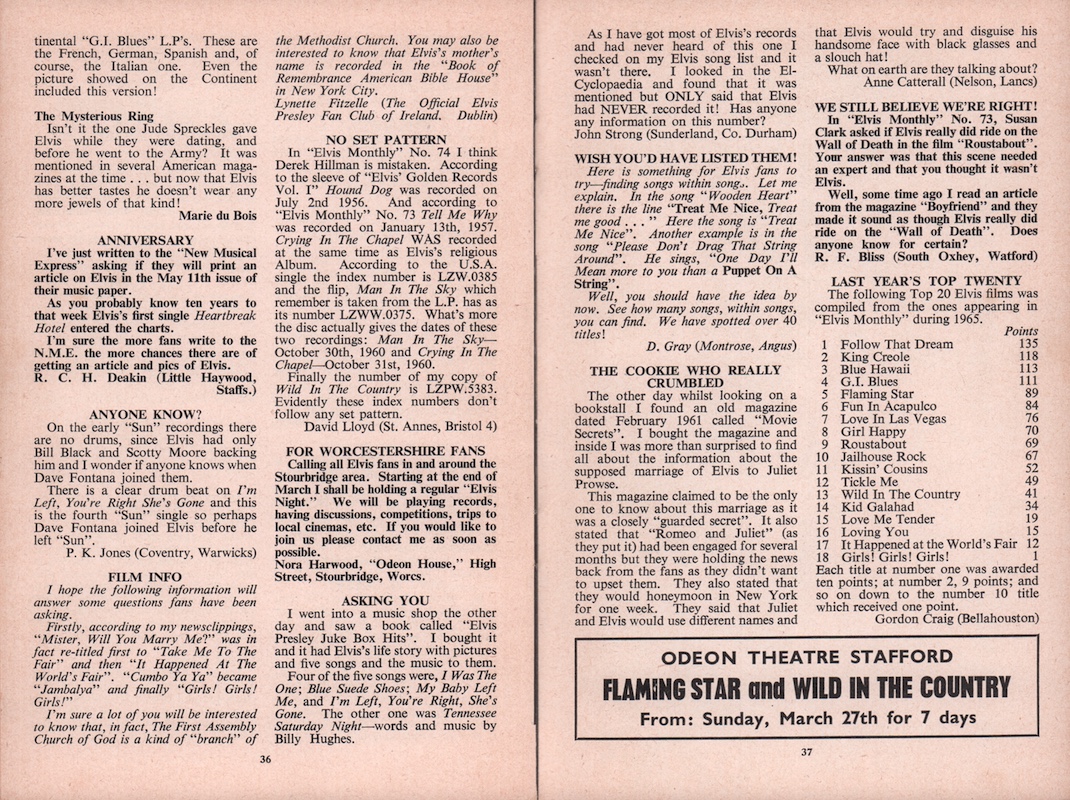 tinental "G.I. Blues" L.P's. These are
the French, German, Spanish and, of
course, the Italian one. Even the
picture showed on the Continent
included this version!
The Mysterious Ring
Isn't it the one Jude Spreckles gave
Elvis while they were dating, and
before he went to the Army? It was
mentioned in several American maga-
zines at the time . . . but now that Elvis
has better tastes he doesn't wear any
more jewels of that kind!
Marie du Bois
ANNIVERSARY
I've just written to the "New Musical
Express" asking if they will print an
article on Elvis in the May 11th issue of
their music paper.
As you probably know ten years to
that week Elvis's first single Heartbreak
Hotel entered the charts.
I'm sure the more fans write to the
N.M.E. the more chances there are of
getting an article and pics of Elvis.
R. C. H. Deakin (Little Haywood,
Staffs.)
ANYONE KNOW?
On the early "Sun" recordings there
are no drums, since Elvis had only
Bill Black and Scotty Moore backing
him and I wonder if anyone knows when
Dave Fontana joined them.
There is a clear drum beat on I'm
Left, You're Right She's Gone and this
is the fourth "Sun" single so perhaps
Dave Fontana joined Elvis before he
left "Sun".
P. K. Jones (Coventry, Warwicks)
FILM INFO
I hope the following information will
answer some questions fans have been
asking.
Firstly, according to my newsclippings,
"Mister, Will You Marry Me?" was in
fact re-titled first to "Take Me To The
Fair" and then "It Happened At The
World's Fair". "Cumbo Ya Ya" became
"Jambalya" and finally "Girls! Girls!
Girls!"
I'm sure a lot of you will be interested
to know that, in fact, The First Assembly
Church of God is a kind of "branch" of
the Methodist Church. You may also be
interested to know that Elvis's mother's
name is recorded in the "Book of
Remembrance American Bible House"
in New York City.
Lynette Fitzelle (The Official Elvis
Presley Fan Club of Ireland. Dublin)
NO SET PATTERN
In "Elvis Monthly" No. 74 I think
Derek Hillman is mistaken. According
to the sleeve of "Elvis' Golden Records
Vol. I" Hound Dog was recorded on
July 2nd 1956. And according to
"Elvis Monthly" No. 73 Tell Me Why
was recorded on January 13th, 1957.
Crying In The Chapel WAS recorded
at the same time as Elvis's religious
Album. According to the U.S.A.
single the index number is LZW.0385
and the flip, Man In The Sky which
remember is taken from the L.P. has as
its number LZWW.0375. What's more
the disc actually gives the dates of these
two recordings: Man In The Sky—
October 30th, 1960 and Crying In The
Chapel—October 31st, 1960.
Finally the number of my copy of
Wild In The Country is LZPW.5383.
Evidently these index numbers don't
follow any set pattern.
David Lloyd (St. Annes, Bristol 4)
FOR WORCESTERSHIRE FANS
Calling all Elvis fans in and around the
Stourbridge area. Starting at the end of
March I shall be holding a regular "Elvis
Night." We will be playing records,
having discussions, competitions, trips to
local cinemas, etc. If you would like to
join us please contact me as soon as
possible.
Nora Harwood, "Odeon House," High
Street, Stourbridge, Worcs.
ASKING YOU
I went into a music shop the other
day and saw a book called "Elvis
Presley Juke Box Hits". I bought it
and it had Elvis's life story with pictures
and five songs and the music to them.
Four of the five songs were, I Was The
One; Blue Suede Shoes; My Baby Left
Me, and I'm Left, You're Right, She's
Gone. The other one was Tennessee
Saturday Night—words and music by
Billy Hughes.
36
As I have got most of Elvis's records
and had never heard of this one I
checked on my Elvis song list and it
wasn't there. I looked in the El-
Cyclopaedia and found that it was
mentioned but ONLY said that Elvis
had NEVER recorded it! Has anyone
any information on this number?
John Strong (Sunderland, Co. Durham)
WISH YOU'D HAVE LISTED THEM!
Here is something for Elvis fans to
try—finding songs within songs. Let me
explain. In the song "Wooden Heart"
there is the line "Treat Me Nice, Treat
me good . . . " Here the song is "Treat
Me Nice". Another example is in the
song "Please Don't Drag That String
Around". He sings, "One Day I'll
Mean more to you than a Puppet On A
String".
Well, you should have the idea by
now. See how many songs, within songs,
you can find. We have spotted over 40
titles!
D. Gray (Montrose, Angus)
THE COOKIE WHO REALLY
CRUMBLED
The other day whilst looking on a
bookstall I found an old magazine
dated February 1961 called "Movie
Secrets". I bought the magazine and
inside I was more than surprised to find
all about the information about the
supposed marriage of Elvis to Juliet
Prowse.
This magazine claimed to be the only
one to know about this marriage as it
was a closely "guarded secret". It also
stated that "Romeo and Juliet" (as
they put it) had been engaged for several
months but they were holding the news
back from the fans as they didn't want
to upset them. They also stated that
they would honeymoon in New York
for one week. They said that Juliet
and Elvis would use different names and
that Elvis would try and disguise his
handsome face with black glasses and
a slouch hat!
What on earth are they talking about?
Anne Catterall (Nelson, Lancs)
WE STILL BELIEVE WE'RE RIGHT!
In "Elvis Monthly" No. 73, Susan
Clark asked if Elvis really did ride on the
Wall of Death in the film "Roustabout".
Your answer was that this scene needed
an expert and that you thought it wasn't
Elvis.
Well, some time ago I read an article
from the magazine "Boyfriend" and they
made it sound as though Elvis really did
ride on the "Wall of Death". Does
anyone know for certain?
R. F. Bliss (South Oxhey, Watford)
LAST YEAR'S TOP TWENTY
The following Top 20 Elvis films was
compiled from the ones appearing in
"Elvis Monthly" during 1965.
Points
1 Follow That Dream 135
2 King Creole 118
3 Blue Hawaii 113
4 G.I. Blues 111
5 Flaming Star 89
6 Fun In Acapulco 84
7 Love In Las Vegas 76
8 Girl Happy 70
9 Roustabout 69
10 Jailhouse Rock 67
11 Kissin' Cousins 52
12 Tickle Me 49
13 Wild In The Country 41
14 Kid Galahad 34
15 Love Me Tender 19
16 Loving You 15
17 It Happened at the World's Fair 12
18 Girls! Girls! Girls! 1
Each title at number one was awarded
ten points; at number 2, 9 points; and
so on down to the number 10 title
which received one point.
Gordon Craig (Bellahouston)
ODEON THEATRE STAFFORD
FLAMING STAR and WILD IN THE COUNTRY
From: Sunday, March 27th for 7 days
37